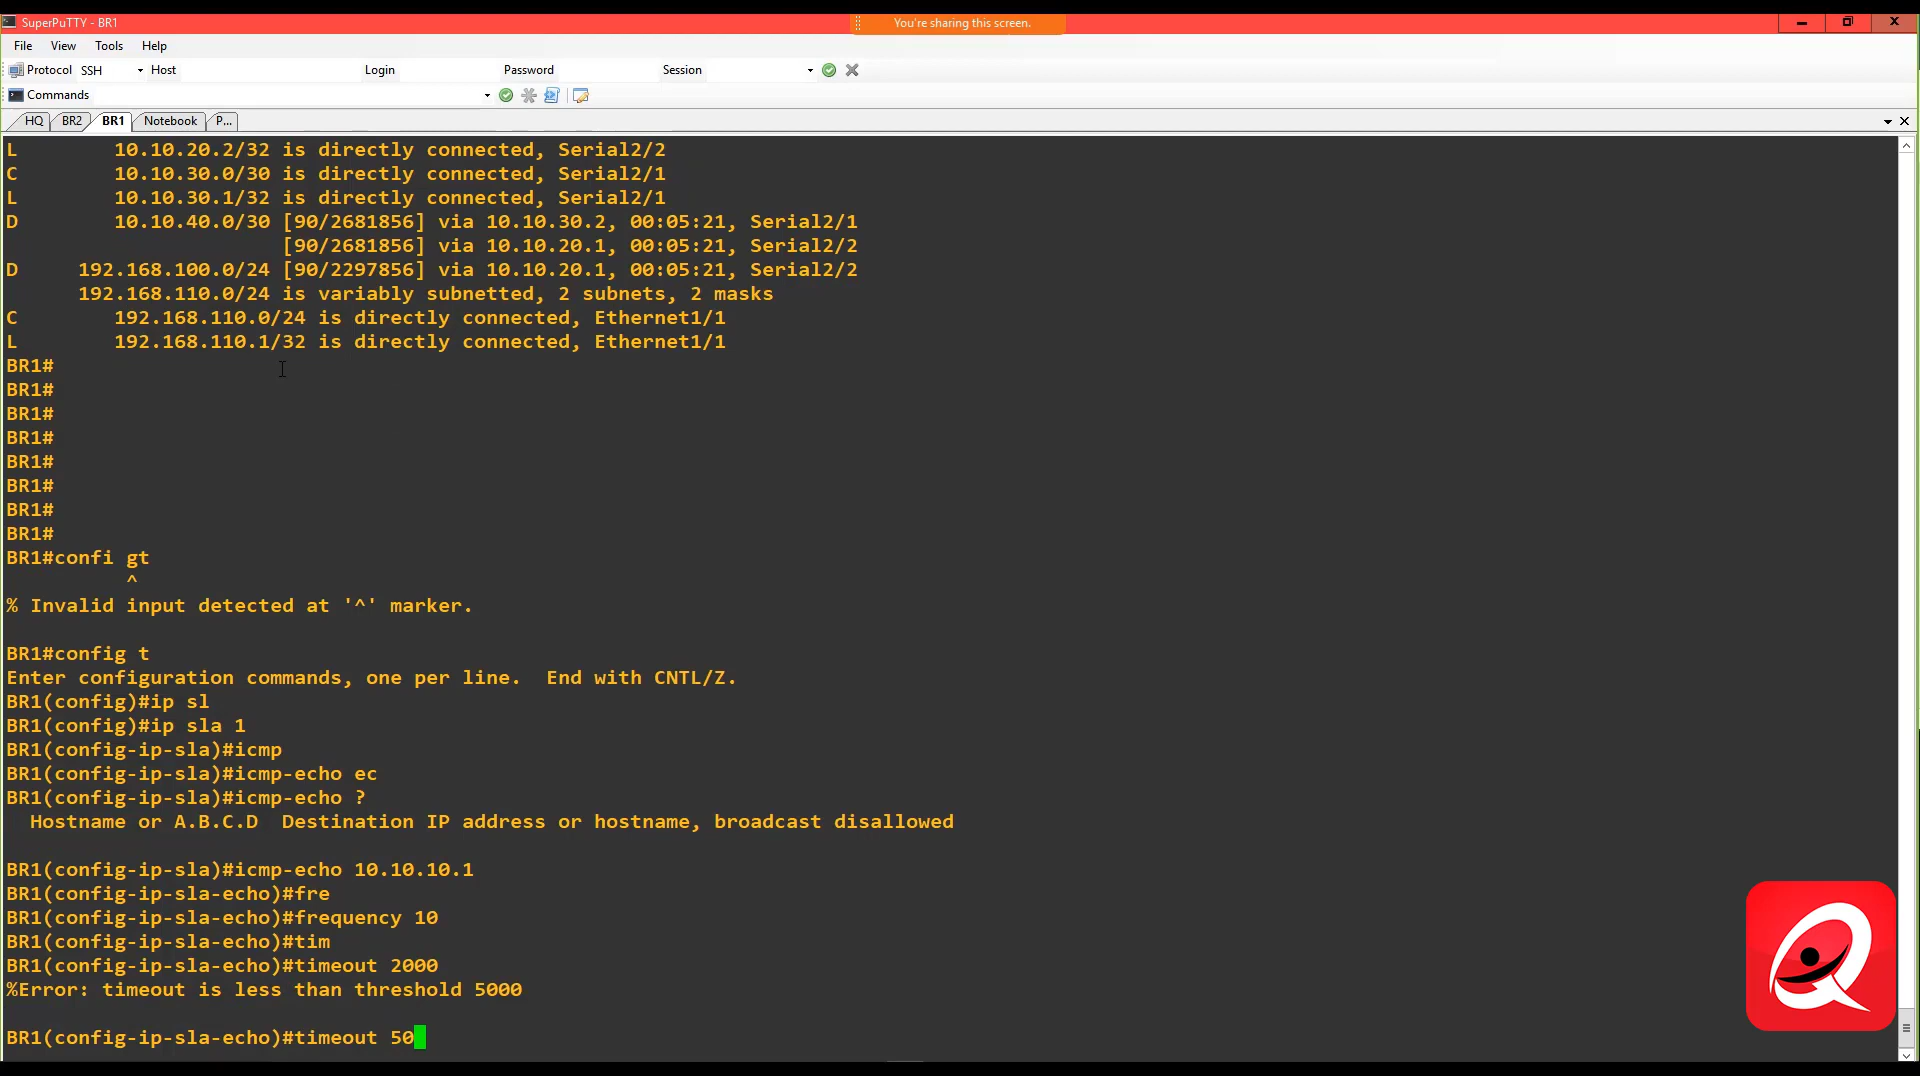 SuperPuTTY - BR1
You're sharing this screen.
File View Tools Help
Protocol SSH Host Login Password Session
Commands
HQ BR2 BR1 Notebook P...
L        10.10.20.2/32 is directly connected, Serial2/2
C        10.10.30.0/30 is directly connected, Serial2/1
L        10.10.30.1/32 is directly connected, Serial2/1
D        10.10.40.0/30 [90/2681856] via 10.10.30.2, 00:05:21, Serial2/1
                       [90/2681856] via 10.10.20.1, 00:05:21, Serial2/2
D     192.168.100.0/24 [90/2297856] via 10.10.20.1, 00:05:21, Serial2/2
      192.168.110.0/24 is variably subnetted, 2 subnets, 2 masks
C        192.168.110.0/24 is directly connected, Ethernet1/1
L        192.168.110.1/32 is directly connected, Ethernet1/1
BR1#
BR1#
BR1#
BR1#
BR1#
BR1#
BR1#
BR1#
BR1#confi gt
          ^
% Invalid input detected at '^' marker.
BR1#config t
Enter configuration commands, one per line.  End with CNTL/Z.
BR1(config)#ip sl
BR1(config)#ip sla 1
BR1(config-ip-sla)#icmp
BR1(config-ip-sla)#icmp-echo ec
BR1(config-ip-sla)#icmp-echo ?
  Hostname or A.B.C.D  Destination IP address or hostname, broadcast disallowed
BR1(config-ip-sla)#icmp-echo 10.10.10.1
BR1(config-ip-sla-echo)#fre
BR1(config-ip-sla-echo)#frequency 10
BR1(config-ip-sla-echo)#tim
BR1(config-ip-sla-echo)#timeout 2000
%Error: timeout is less than threshold 5000
BR1(config-ip-sla-echo)#timeout 50